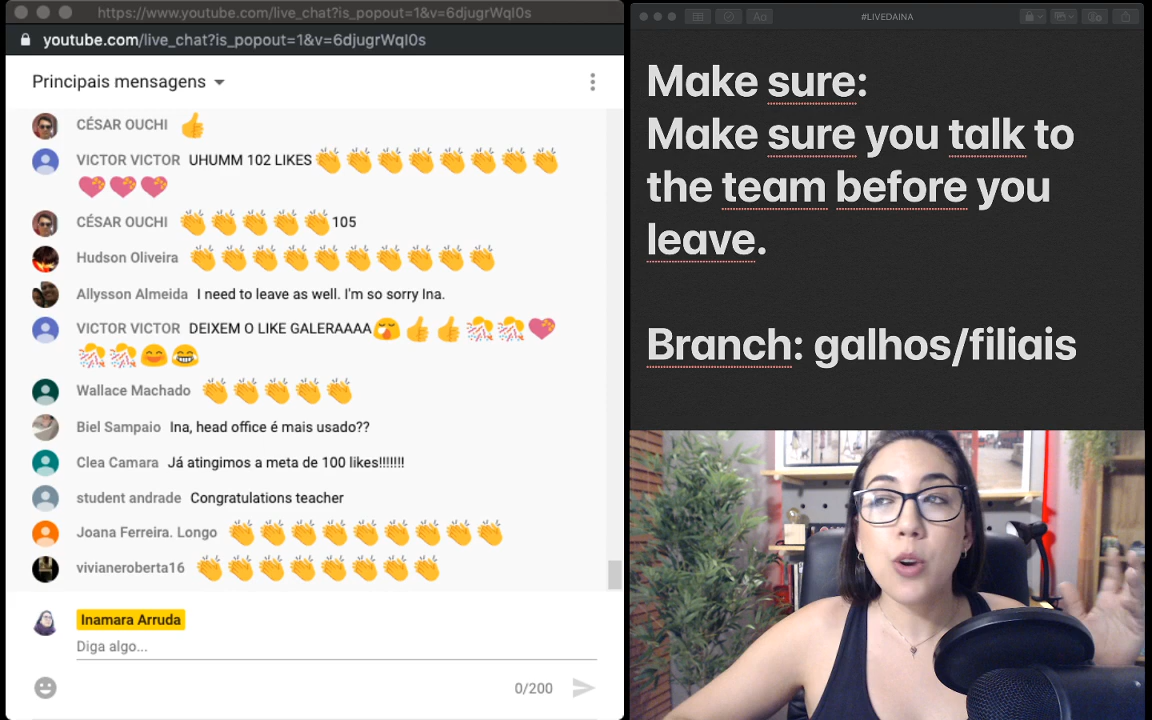 https://www.youtube.com/live_chat?is_popout=1&v=6djugrWqI0s
youtube.com/live_chat?is_popout=1&v=6djugrWqI0s
Principais mensagens
CÉSAR OUCHI 👍
VICTOR VICTOR UHUMM 102 LIKES 👏👏👏👏👏👏👏👏
💝💝💝
CÉSAR OUCHI 👏👏👏👏👏105
Hudson Oliveira 👏👏👏👏👏👏👏👏👏👏
Allysson Almeida I need to leave as well. I'm so sorry Ina.
VICTOR VICTOR DEIXEM O LIKE GALERAAAA😪👍👍🎊🎊💝
🎊🎊😄😂
Wallace Machado 👏👏👏👏👏
Biel Sampaio Ina, head office é mais usado??
Clea Camara Já atingimos a meta de 100 likes!!!!!!!
student andrade Congratulations teacher
Joana Ferreira. Longo 👏👏👏👏👏👏👏👏👏
vivianeroberta16 👏👏👏👏👏👏👏👏
Inamara Arruda
Diga algo...
0/200
Aa
#LIVEDAINA
Make sure:
Make sure you talk to
the team before you
leave.
Branch: galhos/filiais